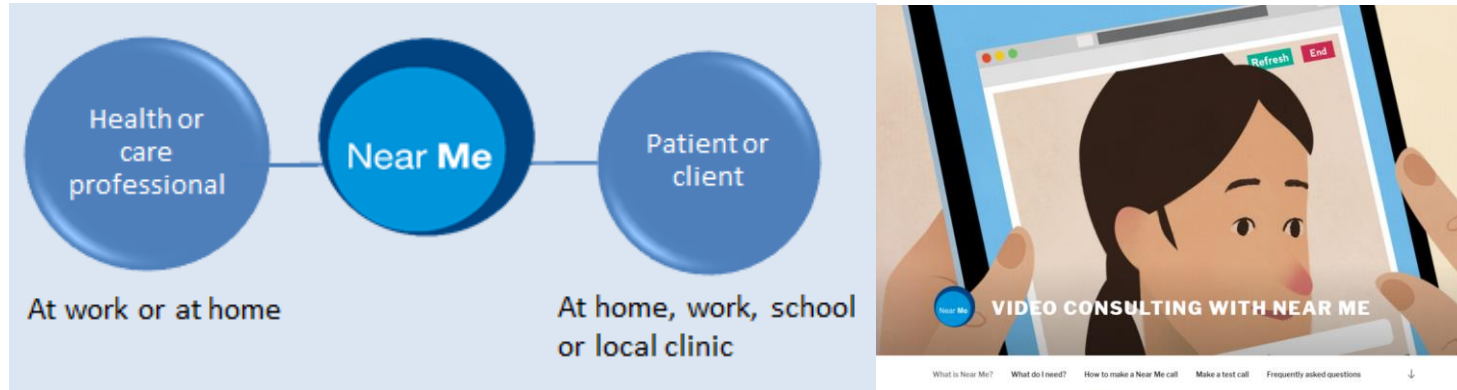 Health or
care
professional
Near Me
Patient or
client
At work or at home
At home, work, school
or local clinic
Refresh
End
Near Me
VIDEO CONSULTING WITH NEAR ME
What is Near Me?
What do I need?
How to make a Near Me call
Make a test call
Frequently asked questions